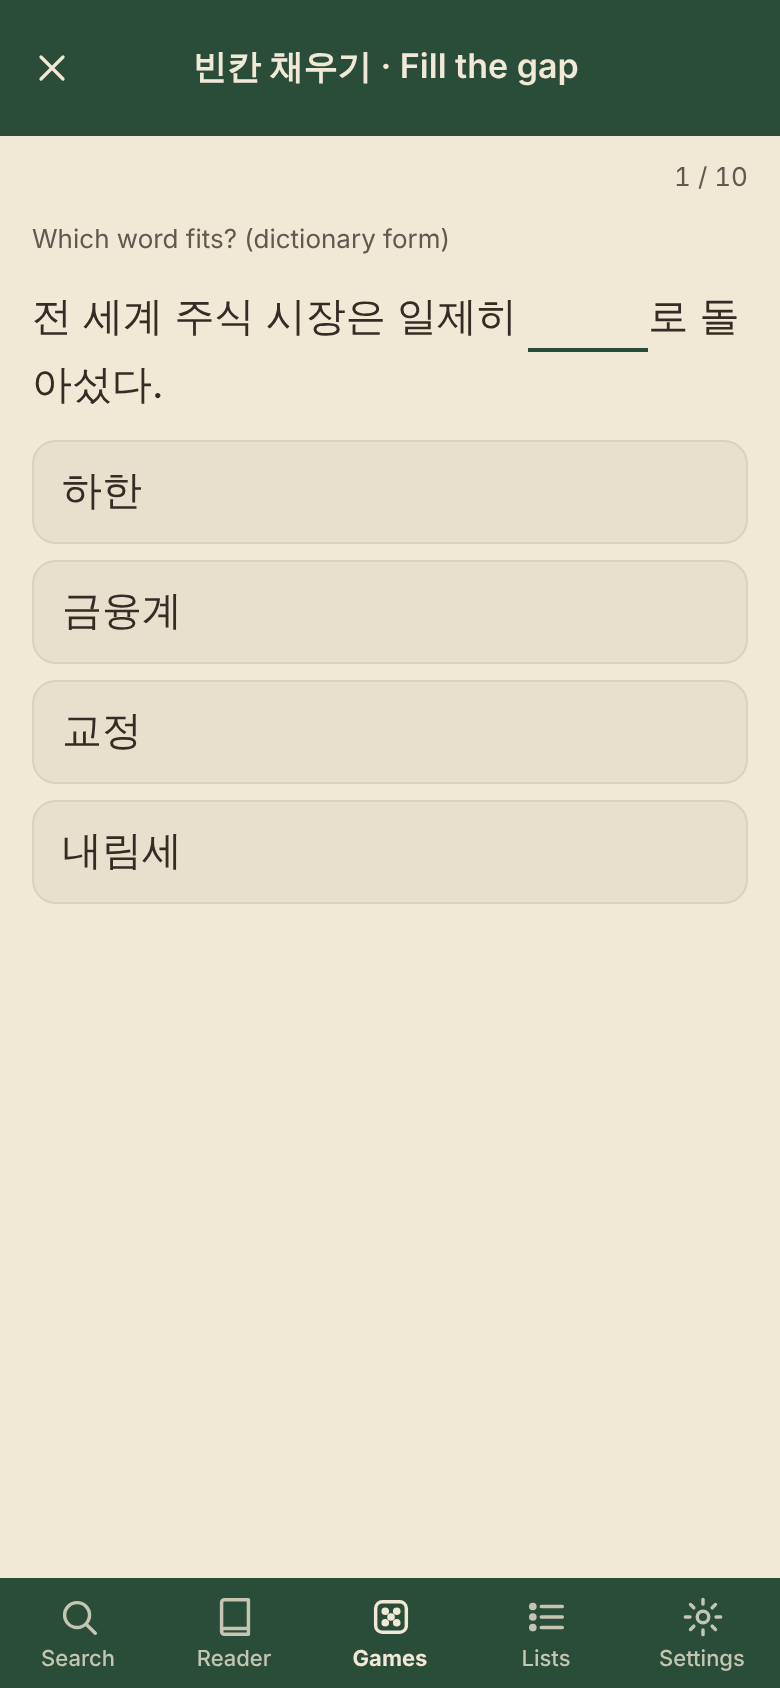 빈칸 채우기 · Fill the gap
1 / 10
Which word fits? (dictionary form)
전 세계 주식 시장은 일제히 ______로 돌
아섰다.
하한
금융계
교정
내림세
Search
Reader
Games
Lists
Settings